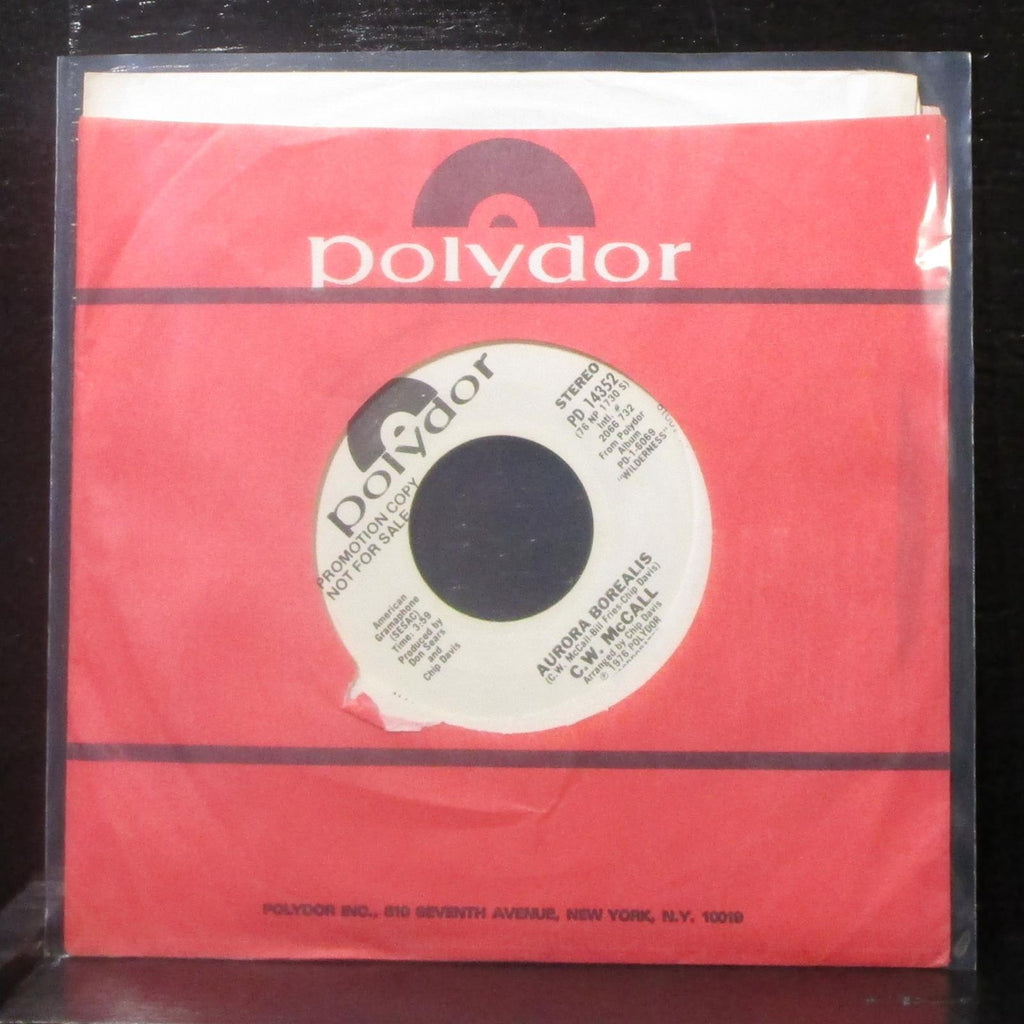 polydor
polydor
PROMOTION COPY
NOT FOR SALE
STEREO
PD 14352
(76 NP 1730 S)
Intl. #
2066 732
From Polydor
Album
PD-1-6069
"WILDERNESS"
American
Gramaphone
(SESAC)
Time: 3:59
Produced by
Don Sears
and
Chip Davis
AURORA BOREALIS
(C.W. McCall-Bill Fries-Chip Davis)
C.W. McCALL
Arranged by Chip Davis
℗ 1976 POLYDOR
POLYDOR INC., 810 SEVENTH AVENUE, NEW YORK, N.Y. 10019